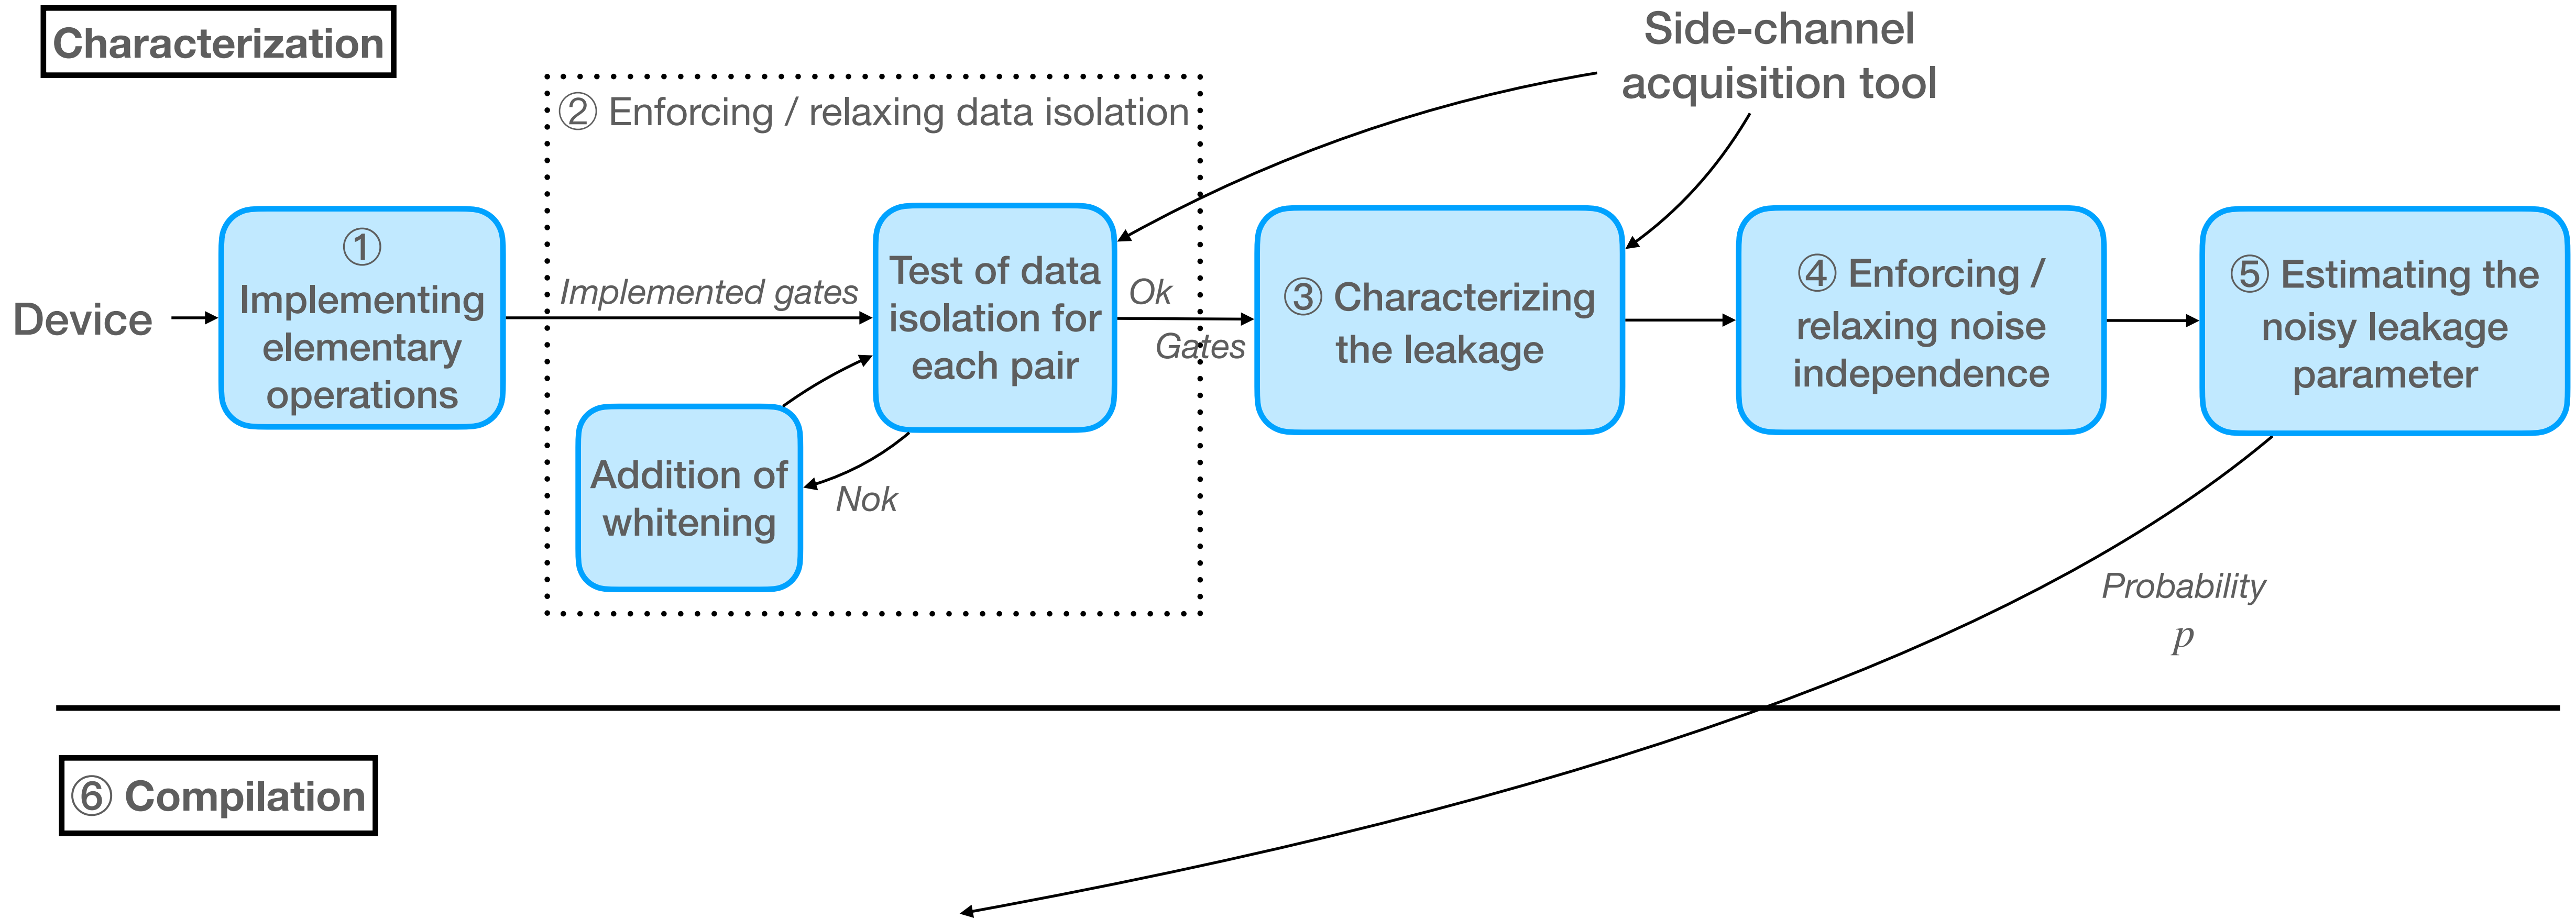 Characterization
Side-channel
acquisition tool
② Enforcing / relaxing data isolation
Device
①
Implementing
elementary
operations
Implemented gates
Test of data
isolation for
each pair
Ok
Gates
Addition of
whitening
Nok
③ Characterizing
the leakage
④ Enforcing /
relaxing noise
independence
⑤ Estimating the
noisy leakage
parameter
Probability
p
⑥ Compilation